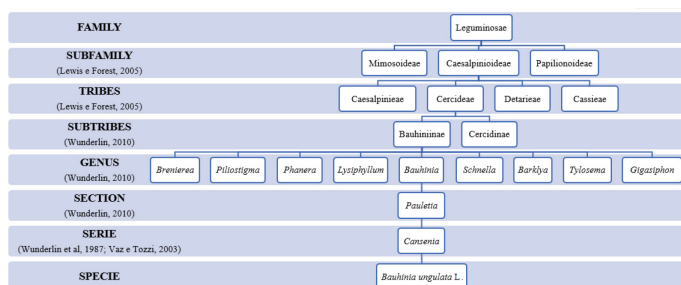 FAMILY
Leguminosae
SUBFAMILY
(Lewis e Forest, 2005)
Mimosoideae Caesalpinioideae Papilionoideae
TRIBES
(Lewis e Forest, 2005)
Caesalpinieae Cercideae Detarieae Cassieae
SUBTRIBES
(Wunderlin, 2010)
Bauhiniinae Cercidinae
GENUS
(Wunderlin, 2010)
Brenierea Piliostigma Phanera Lysiphyllum Bauhinia Schnella Barklya Tylosema Gigasiphon
SECTION
(Wunderlin, 2010)
Pauletia
SERIE
(Wunderlin et al, 1987; Vaz e Tozzi, 2003)
Cansenia
SPECIE
Bauhinia ungulata L.